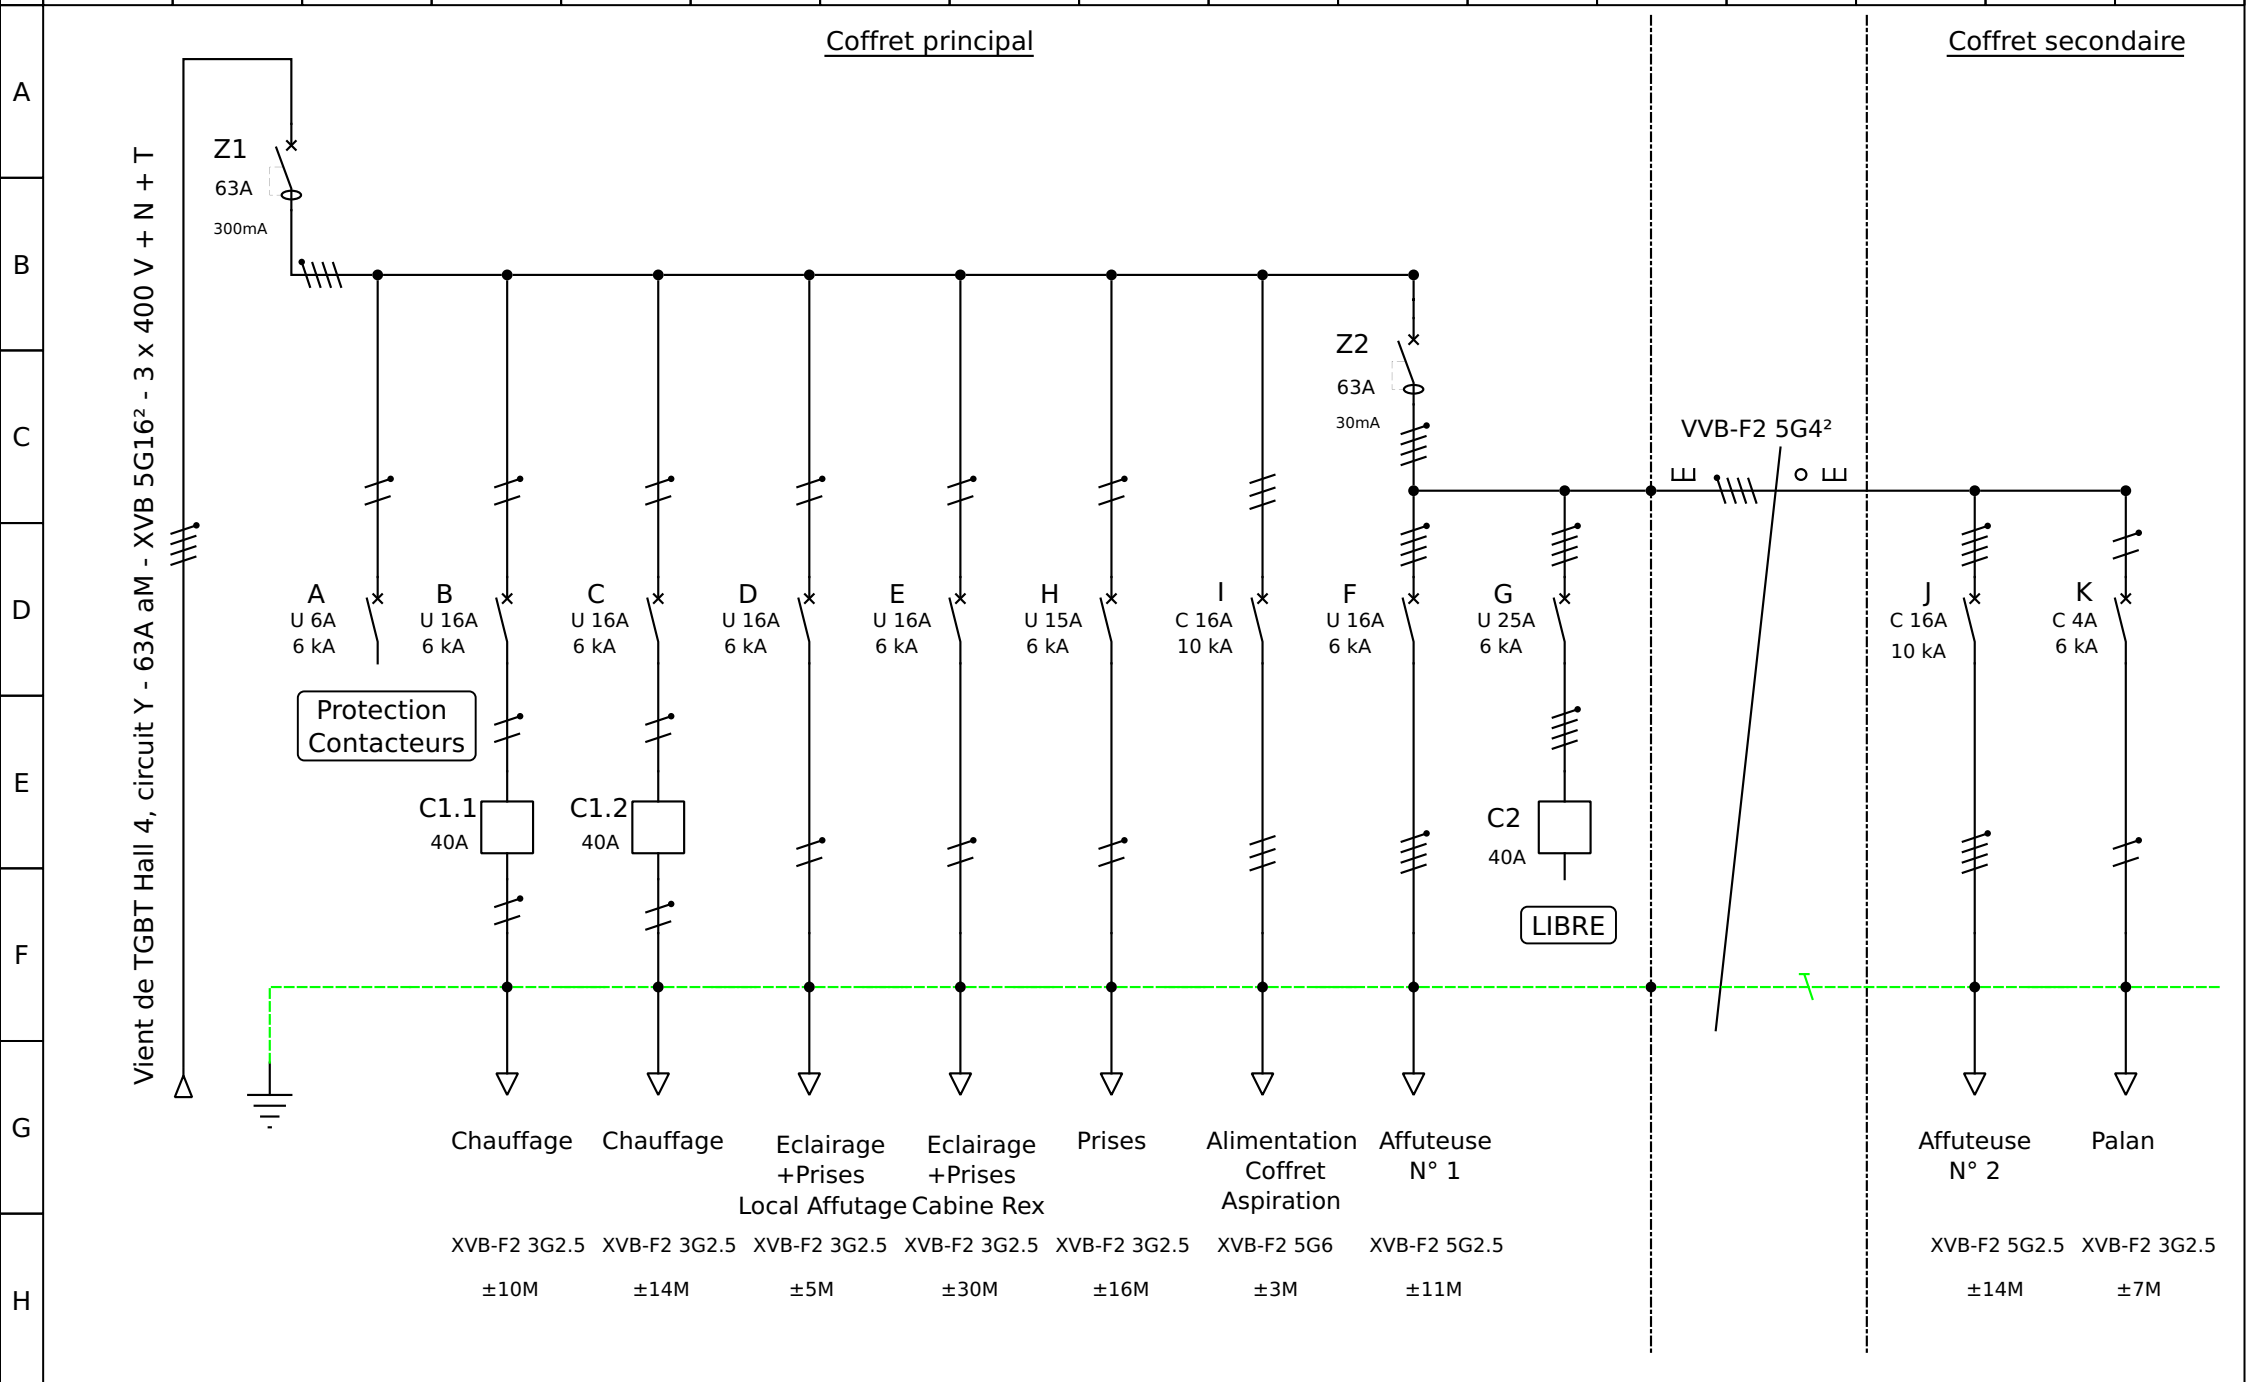 Coffret principal
Coffret secondaire
A
B
C
D
E
F
G
H
Vient de TGBT Hall 4, circuit Y - 63A aM - XVB 5G16² - 3 x 400 V + N + T
Z1
63A
300mA
Z2
63A
30mA
VVB-F2 5G4²
A
U 6A
6 kA
B
U 16A
6 kA
C
U 16A
6 kA
D
U 16A
6 kA
E
U 16A
6 kA
H
U 15A
6 kA
I
C 16A
10 kA
F
U 16A
6 kA
G
U 25A
6 kA
J
C 16A
10 kA
K
C 4A
6 kA
Protection
Contacteurs
C1.1
40A
C1.2
40A
C2
40A
LIBRE
Chauffage
XVB-F2 3G2.5
±10M
Chauffage
XVB-F2 3G2.5
±14M
Eclairage
+Prises
Local Affutage
XVB-F2 3G2.5
±5M
Eclairage
+Prises
Cabine Rex
XVB-F2 3G2.5
±30M
Prises
XVB-F2 3G2.5
±16M
Alimentation
Coffret
Aspiration
XVB-F2 5G6
±3M
Affuteuse
N° 1
XVB-F2 5G2.5
±11M
Affuteuse
N° 2
XVB-F2 5G2.5
±14M
Palan
XVB-F2 3G2.5
±7M